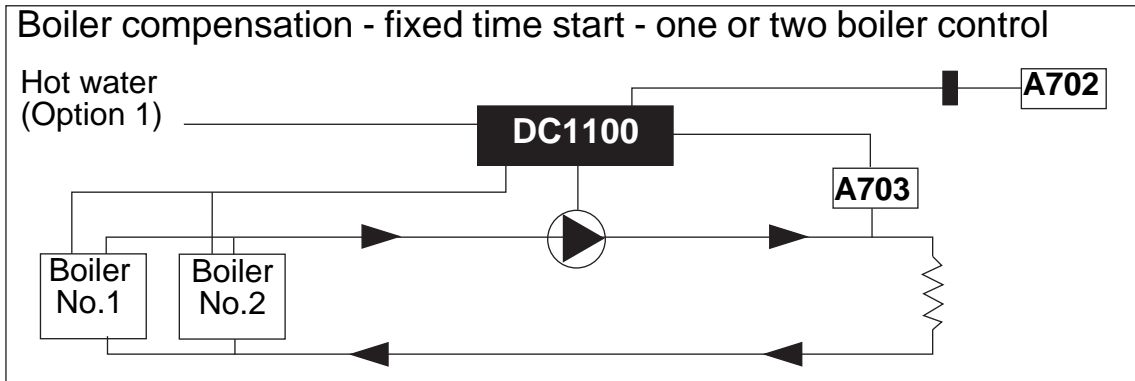 Boiler compensation - fixed time start - one or two boiler control
Hot water
(Option 1)
A702
DC1100
A703
Boiler
No.1
Boiler
No.2